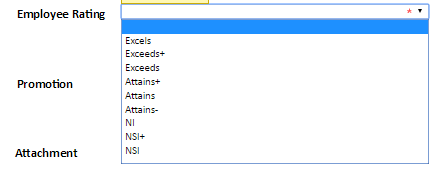 Employee Rating *
Excels
Exceeds+
Exceeds
Promotion
Attains+
Attains
Attains-
NI
NSI+
Attachment
NSI